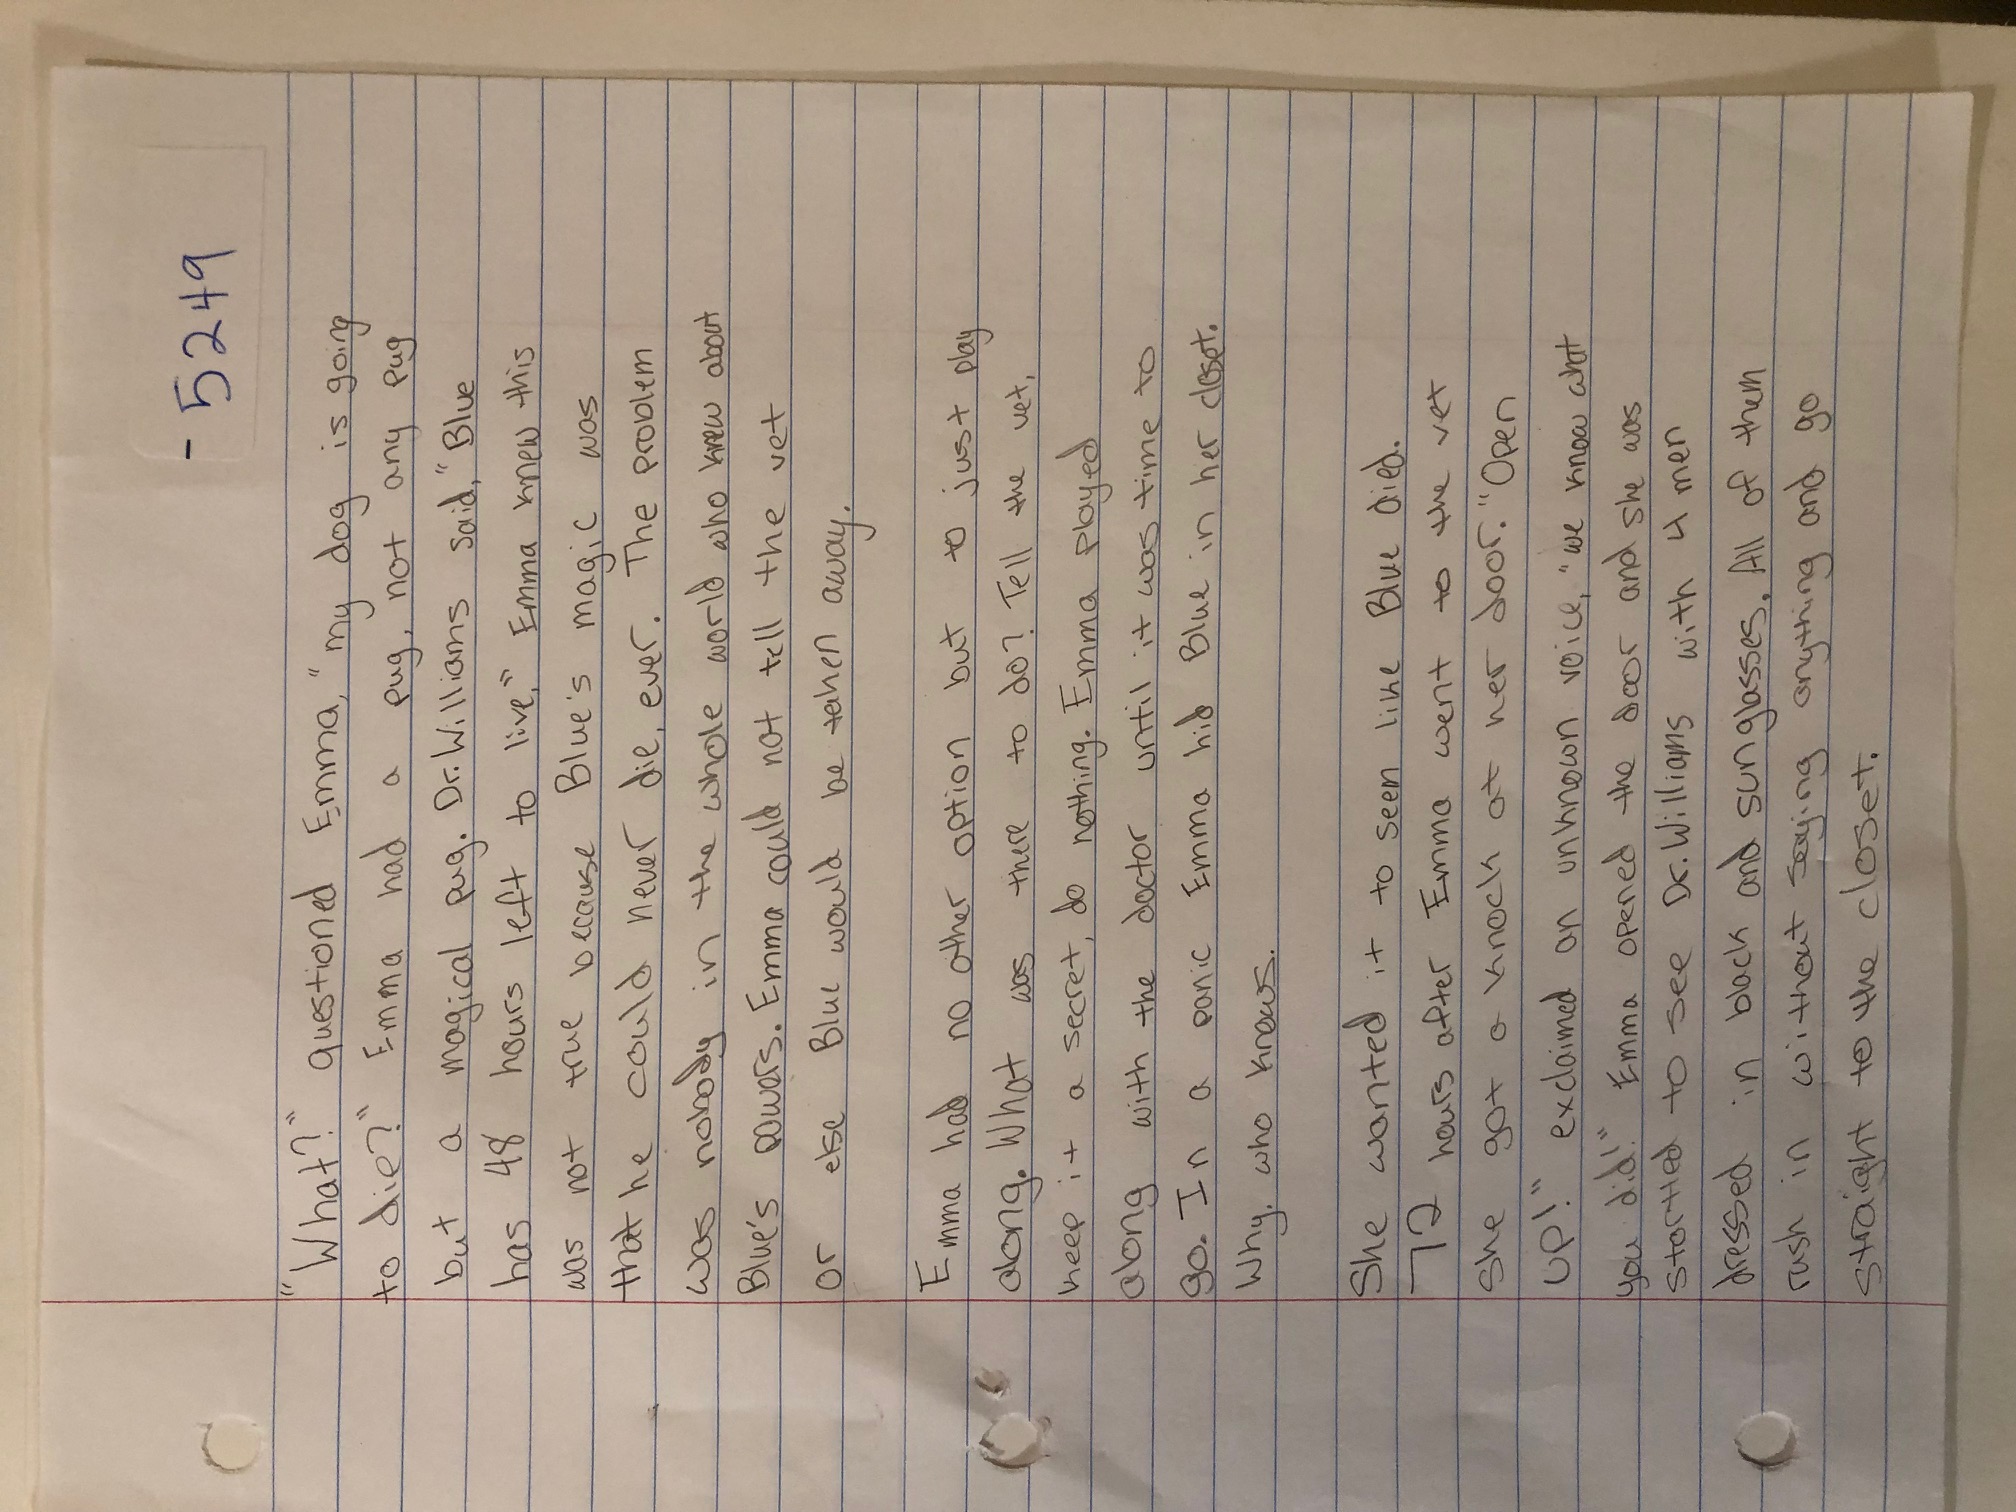 - 5249
"What?" questioned Emma, "my dog is going
to die?" Emma had a pug, not any pug
but a magical pug. Dr. Williams said, "Blue
has 48 hours left to live," Emma knew this
was not true because Blue's magic was
that he could never die, ever. The problem
was nobody in the whole world who knew about
Blue's powers. Emma could not tell the vet
or else Blue would be taken away.
Emma had no other option but to just play
along. What was there to do? Tell the vet,
keep it a secret, do nothing. Emma played
along with the doctor until it was time to
go. In a panic Emma hid Blue in her closet.
Why, who knows.
She wanted it to seen like Blue died.
72 hours after Emma went to the vet
she got a knock at her door. "Open
up!" exclaimed an unknown voice, "we know what
you did!" Emma opened the door and she was
startled to see Dr. Williams with 4 men
dressed in black and sunglasses. All of them
rush in without saying anything and go
straight to the closet.